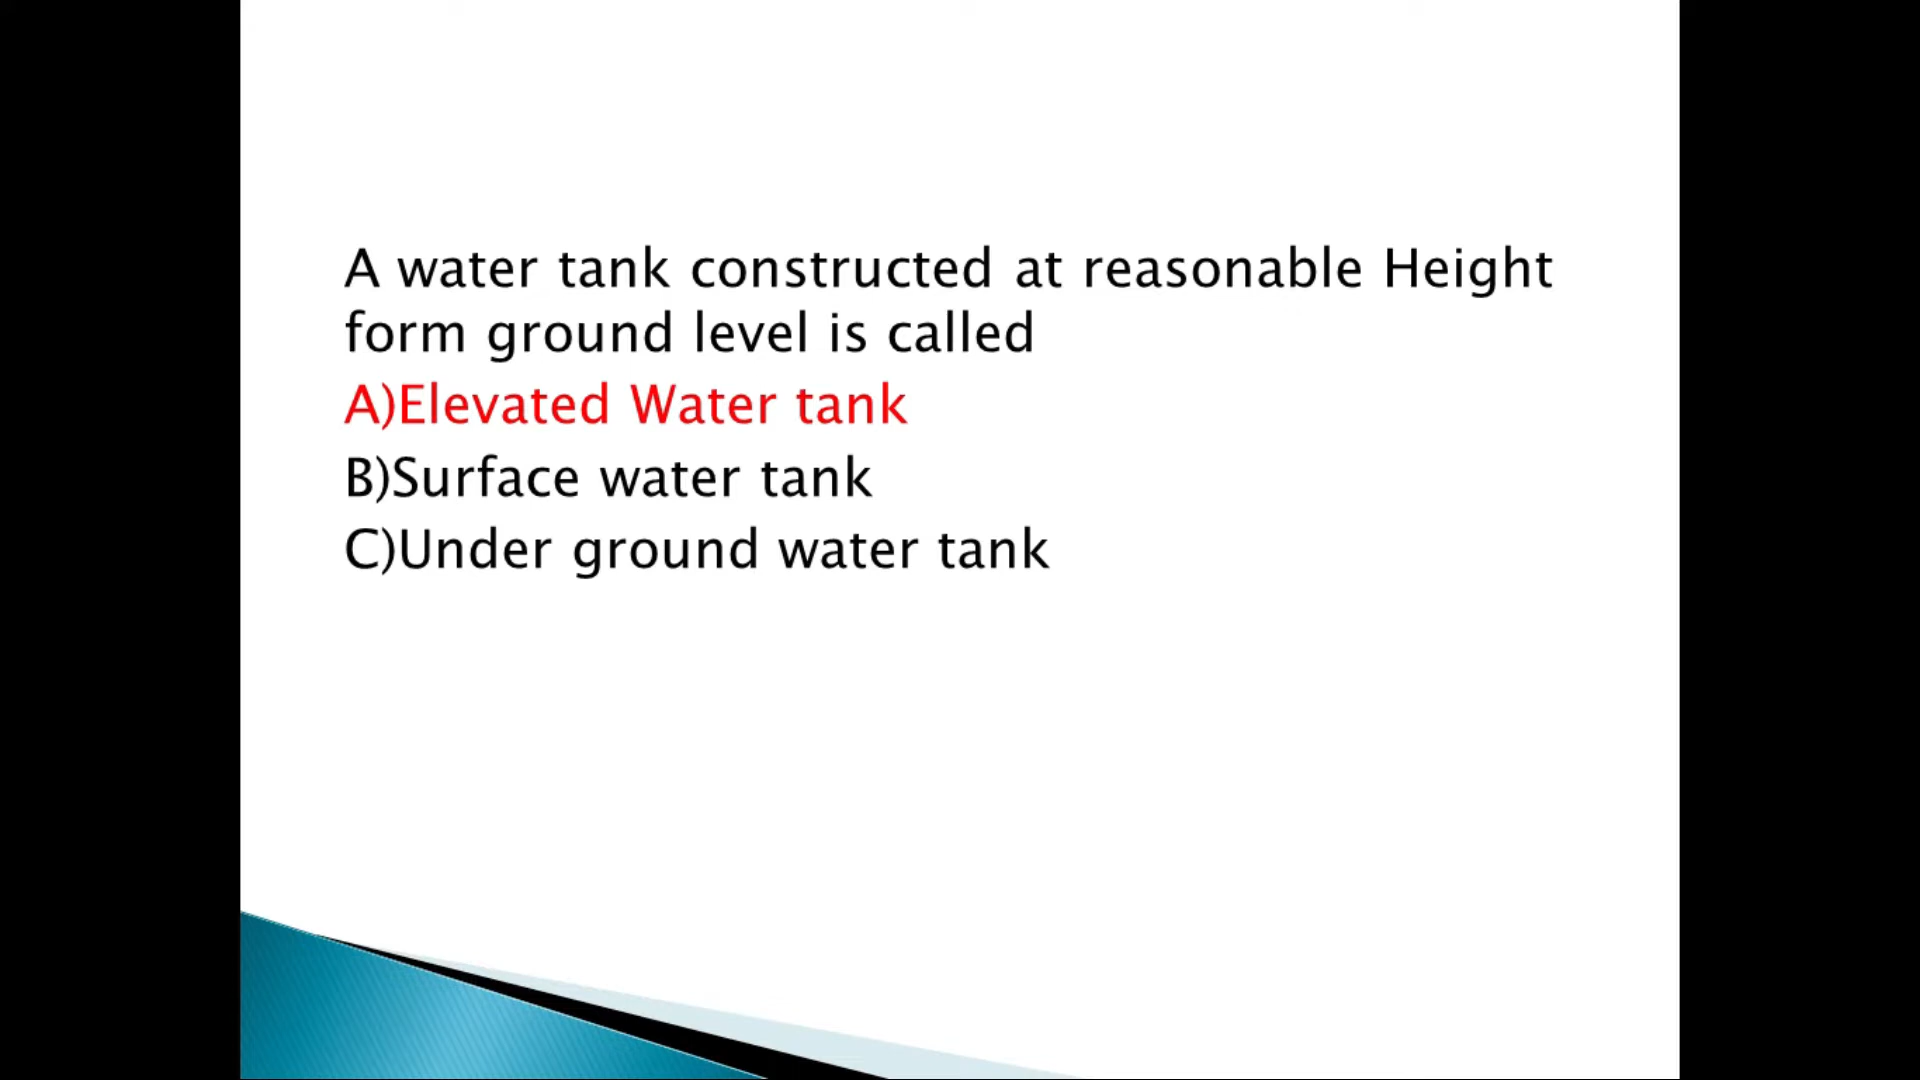 A water tank constructed at reasonable Height
form ground level is called
A)Elevated Water tank
B)Surface water tank
C)Under ground water tank